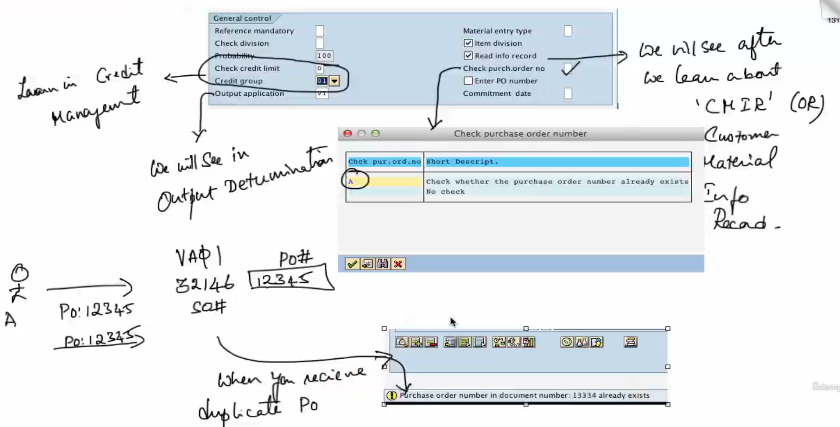 131
General control
Reference mandatory
Check division
Probability 100
Check credit limit D
Credit group 01
Output application V1
Material entry type
Item division
Read info record
Check purch.order no
Enter PO number
Commitment date
Learn in Credit
Management
We will see in
Output Determination
We will see after
we learn about
'CMIR' (OR)
Customer
Material
Info
Record.
Check purchase order number
Chck pur.ord.no Short Descript.
A Check whether the purchase order number already exists
No check
VA01 PO#
32146 12345
SO#
A
Po: 12345
Po: 12345
When you recieve
duplicate PO
Purchase order number in document number: 13334 already exists